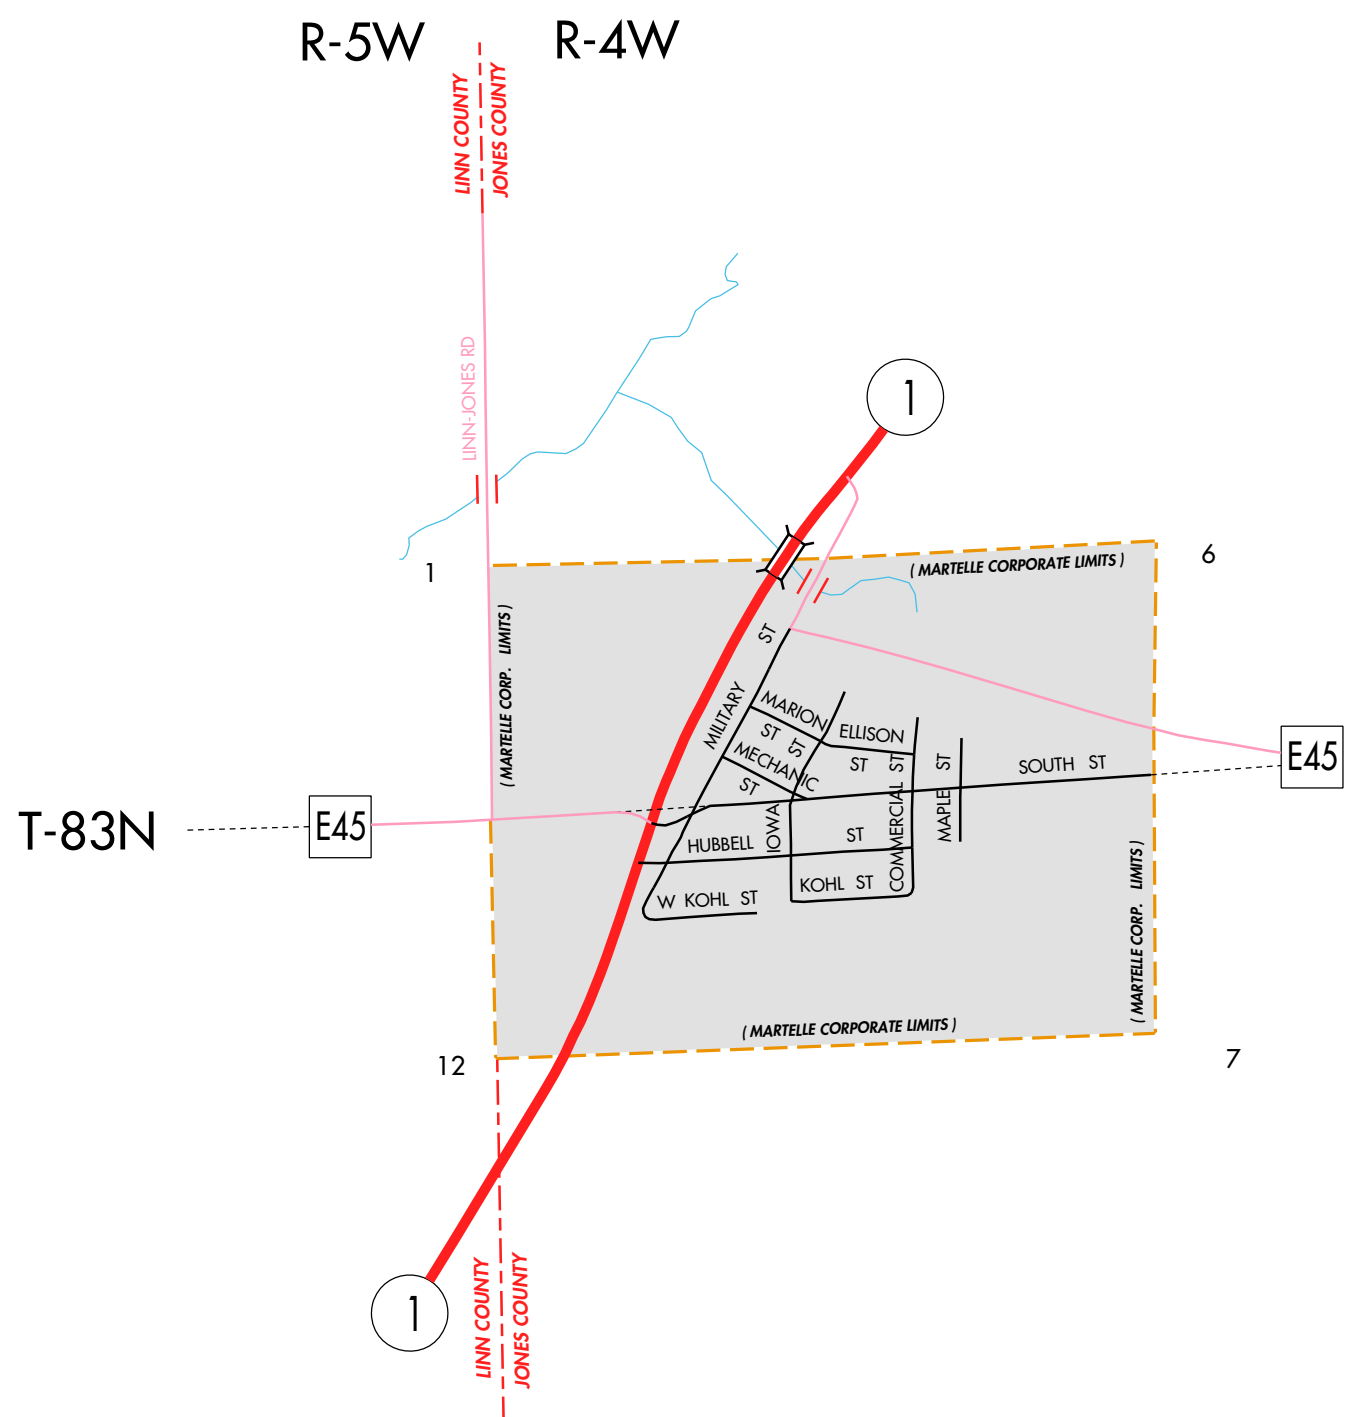 R-5W
R-4W
LINN COUNTY
JONES COUNTY
LINN-JONES RD
1
1
6
( MARTELLE CORPORATE LIMITS )
( MARTELLE CORP. LIMITS )
MILITARY ST
MARION ST
ELLISON ST
MECHANIC ST
IOWA ST
COMMERCIAL ST
MAPLE ST
SOUTH ST
E45
E45
T-83N
HUBBELL ST
KOHL ST
W KOHL ST
( MARTELLE CORP. LIMITS )
( MARTELLE CORPORATE LIMITS )
12
7
LINN COUNTY
JONES COUNTY
1